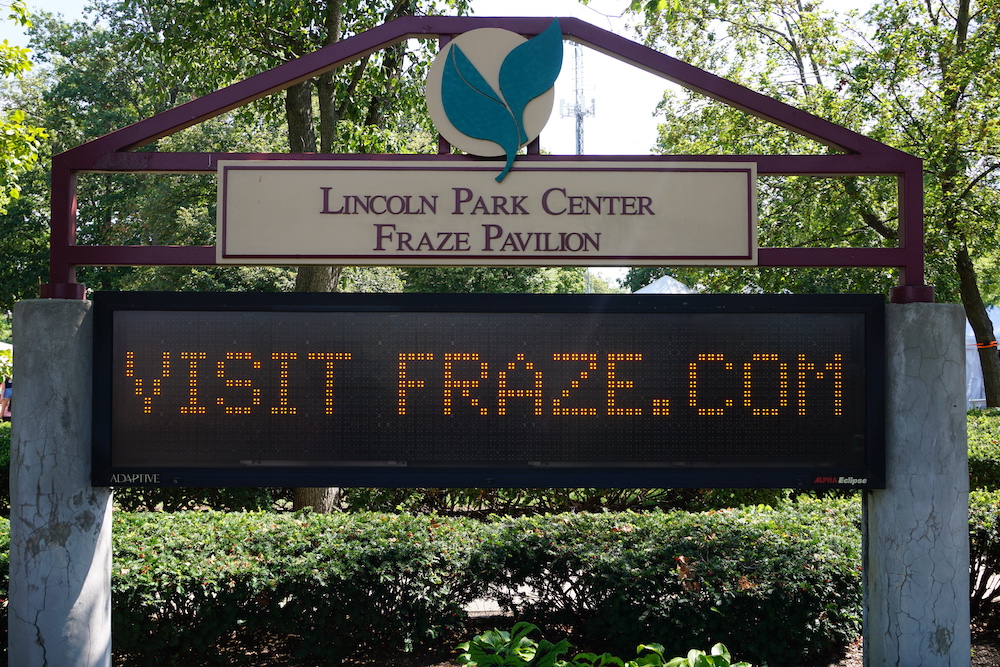 Lincoln Park Center
Fraze Pavilion
VISIT FRAZE.COM
ADAPTIVE
ALPHA Eclipse